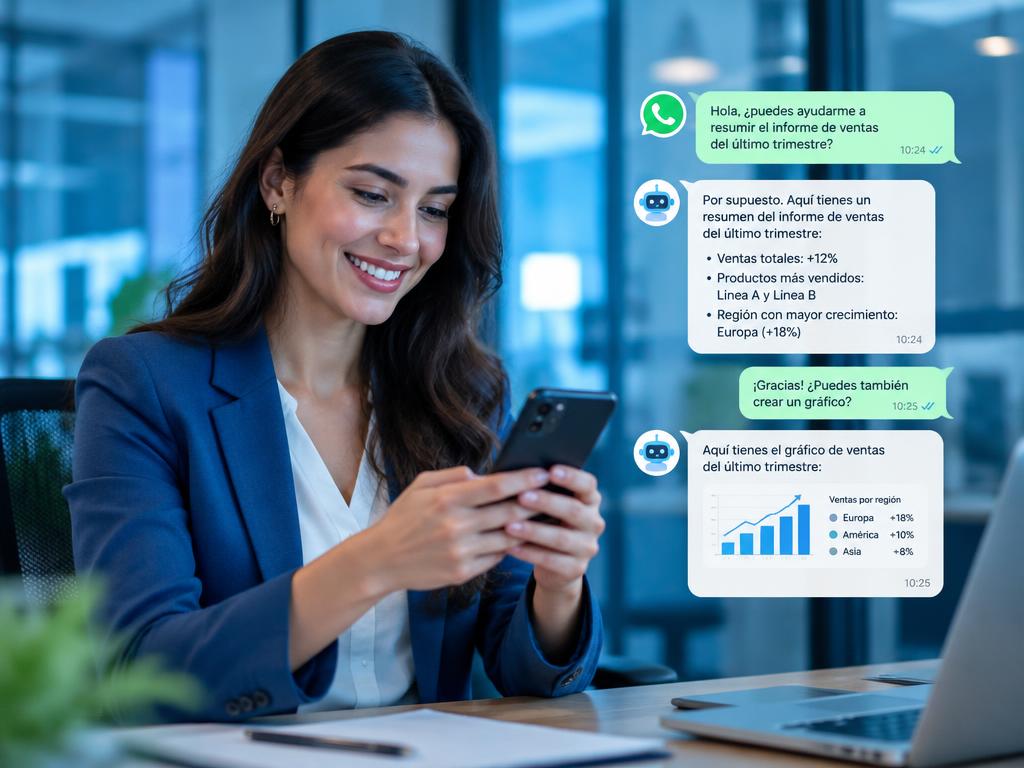 Hola, ¿puedes ayudarme a
resumir el informe de ventas
del último trimestre?
10:24
Por supuesto. Aquí tienes un
resumen del informe de ventas
del último trimestre:
• Ventas totales: +12%
• Productos más vendidos:
Linea A y Linea B
• Región con mayor crecimiento:
Europa (+18%)
10:24
¡Gracias! ¿Puedes también
crear un gráfico?
10:25
Aquí tienes el gráfico de ventas
del último trimestre:
Ventas por región
Europa +18%
América +10%
Asia +8%
10:25